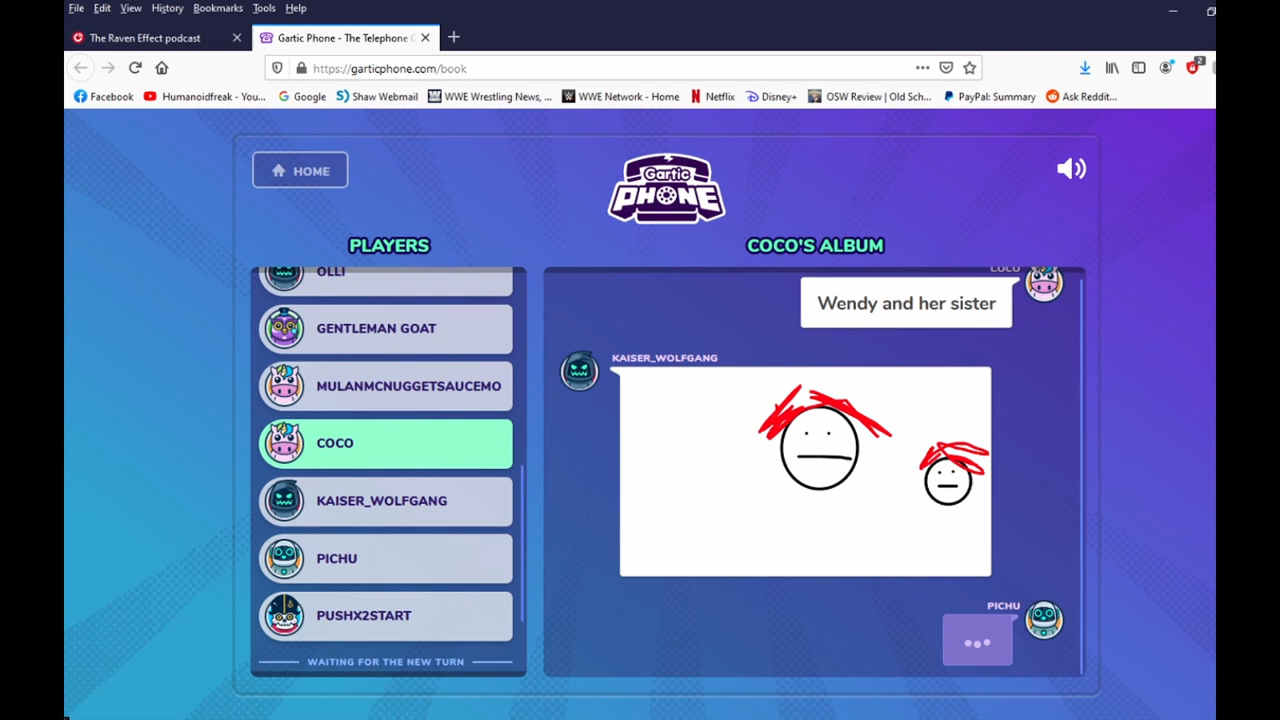 File Edit View History Bookmarks Tools Help
The Raven Effect podcast
Gartic Phone - The Telephone G
https://garticphone.com/book
2
Facebook Humanoidfreak - You... Google Shaw Webmail WWE Wrestling News, ... WWE Network - Home Netflix Disney+ OSW Review | Old Sch... PayPal: Summary Ask Reddit...
HOME
Gartic
PHONE
PLAYERS
COCO'S ALBUM
OLLI
GENTLEMAN GOAT
MULANMCNUGGETSAUCEMO
COCO
KAISER_WOLFGANG
PICHU
PUSHX2START
WAITING FOR THE NEW TURN
COCO
Wendy and her sister
KAISER_WOLFGANG
PICHU
...